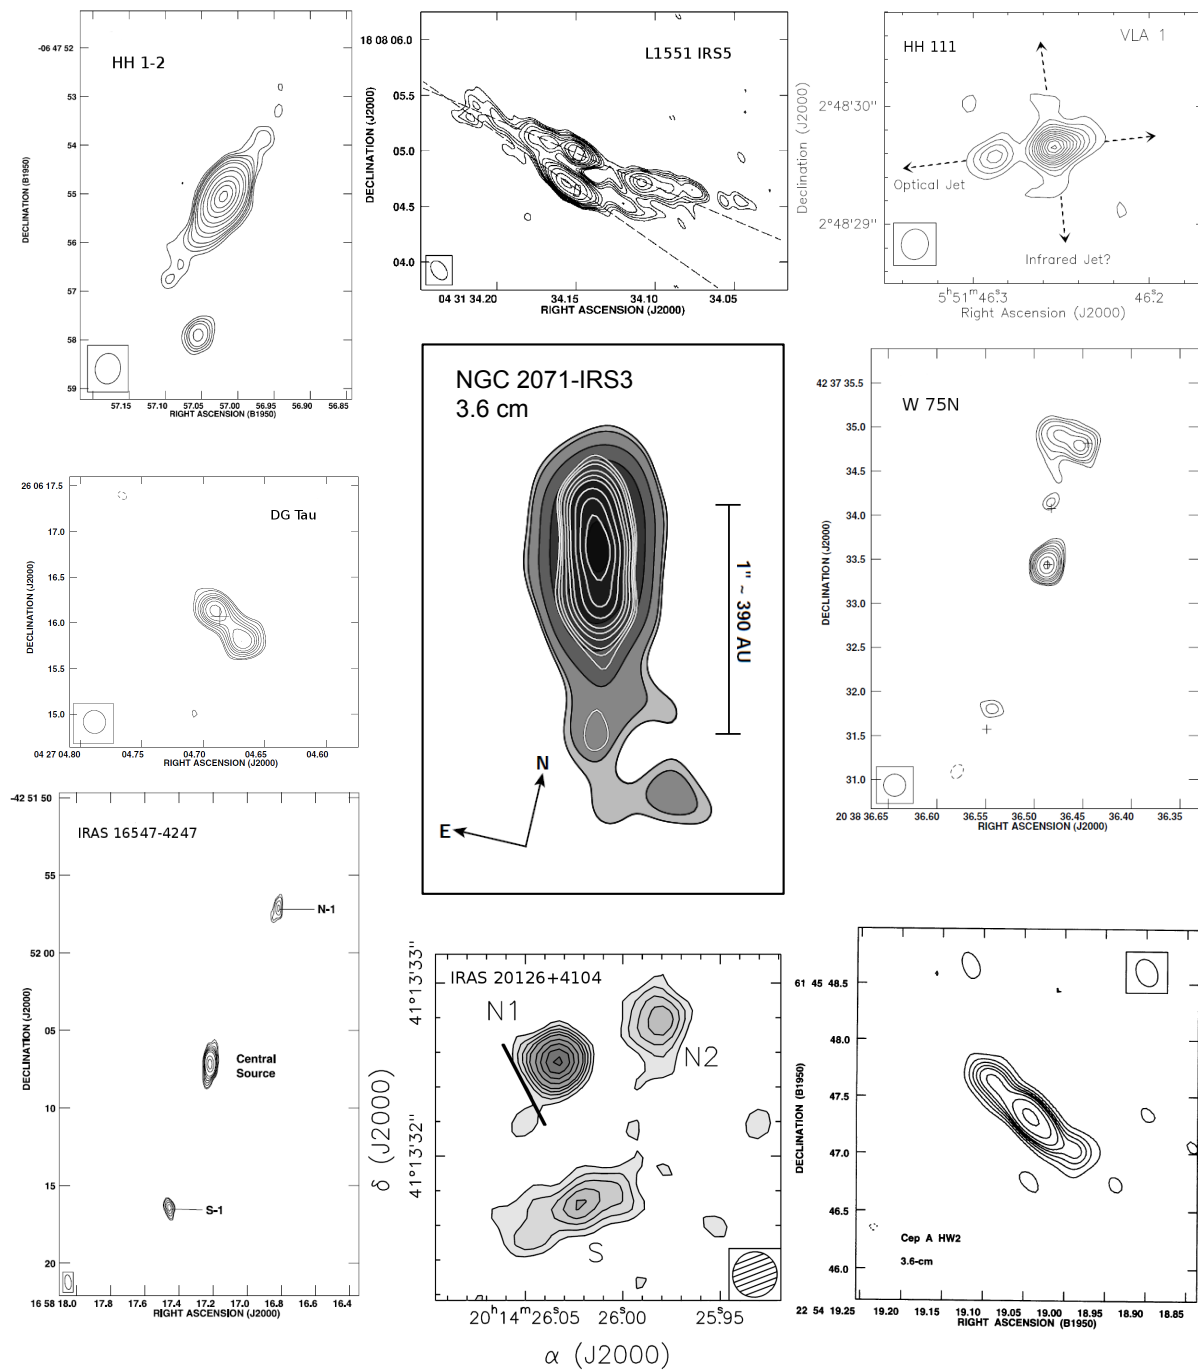 HH 1-2
-06 47 52
53
54
55
56
57
58
59
DECLINATION (B1950)
57.15 57.10 57.05 57.00 56.95 56.90 56.85
RIGHT ASCENSION (B1950)
L1551 IRS5
18 08 06.0
05.5
05.0
04.5
04.0
DECLINATION (J2000)
04 31 34.20 34.15 34.10 34.05
RIGHT ASCENSION (J2000)
HH 111
VLA 1
2°48'30"
2°48'29"
Declination (J2000)
Optical Jet
Infrared Jet?
5h51m46.s3 46.s2
Right Ascension (J2000)
DG Tau
26 06 17.5
17.0
16.5
16.0
15.5
15.0
DECLINATION (J2000)
04 27 04.80 04.75 04.70 04.65 04.60
RIGHT ASCENSION (J2000)
NGC 2071-IRS3
3.6 cm
1" ~ 390 AU
N
E
W 75N
42 37 35.5
35.0
34.5
34.0
33.5
33.0
32.5
32.0
31.5
31.0
DECLINATION (J2000)
20 38 36.65 36.60 36.55 36.50 36.45 36.40 36.35
RIGHT ASCENSION (J2000)
IRAS 16547-4247
-42 51 50
55
52 00
05
10
15
20
DECLINATION (J2000)
N-1
Central
Source
S-1
16 58 18.0 17.8 17.6 17.4 17.2 17.0 16.8 16.6 16.4
RIGHT ASCENSION (J2000)
IRAS 20126+4104
N1
N2
S
41°13'33"
41°13'32"
δ (J2000)
20h14m26.s05 26.s00 25.s95
α (J2000)
61 45 48.5
48.0
47.5
47.0
46.5
46.0
DECLINATION (B1950)
Cep A HW2
3.6-cm
22 54 19.25 19.20 19.15 19.10 19.05 19.00 18.95 18.90 18.85
RIGHT ASCENSION (B1950)